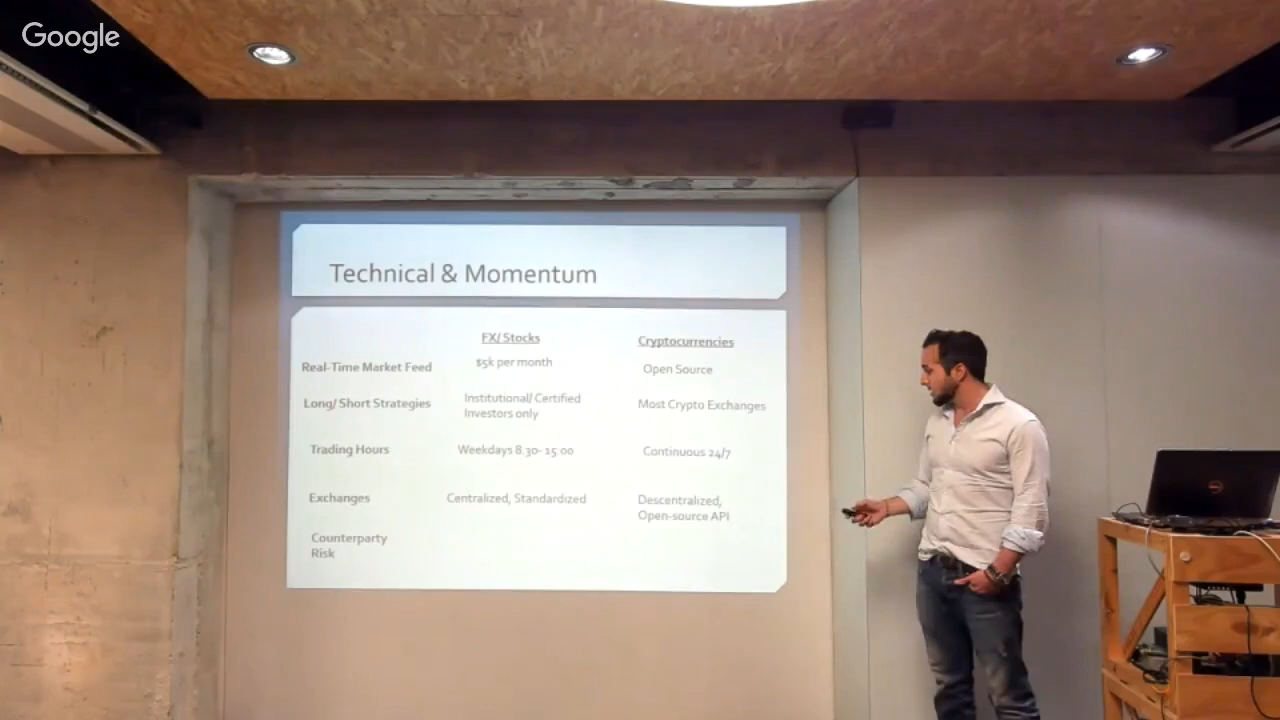 Google
Technical & Momentum
FX/ Stocks
Cryptocurrencies
Real-Time Market Feed
$5k per month
Open Source
Long/ Short Strategies
Institutional/ Certified
Investors only
Most Crypto Exchanges
Trading Hours
Weekdays 8.30- 15.00
Continuous 24/7
Exchanges
Centralized, Standardized
Descentralized,
Open-source API
Counterparty
Risk